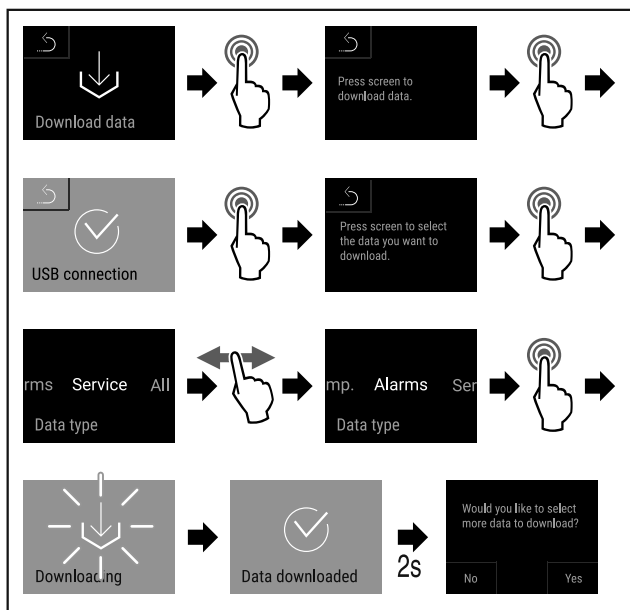 Download data
Press screen to
download data.
USB connection
Press screen to select
the data you want to
download.
rms Service All
Data type
mp. Alarms Ser
Data type
Downloading
Data downloaded
2s
Would you like to select
more data to download?
No Yes